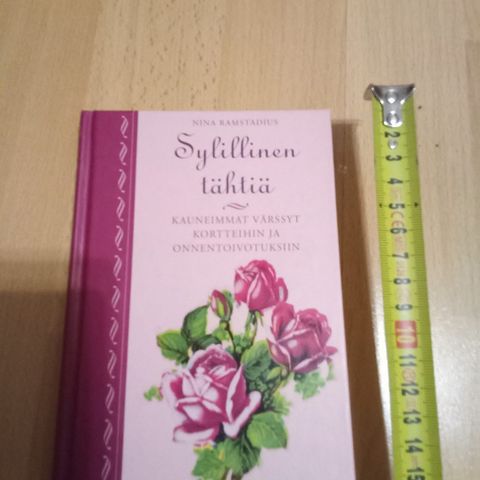 NINA RAMSTADIUS
Sylillinen
tähtiä
KAUNEIMMAT VÄRSSYT
KORTTEIHIN JA
ONNENTOIVOTUKSIIN
2
3
4
5
6
7
8
9
10
11
12
13
14
15